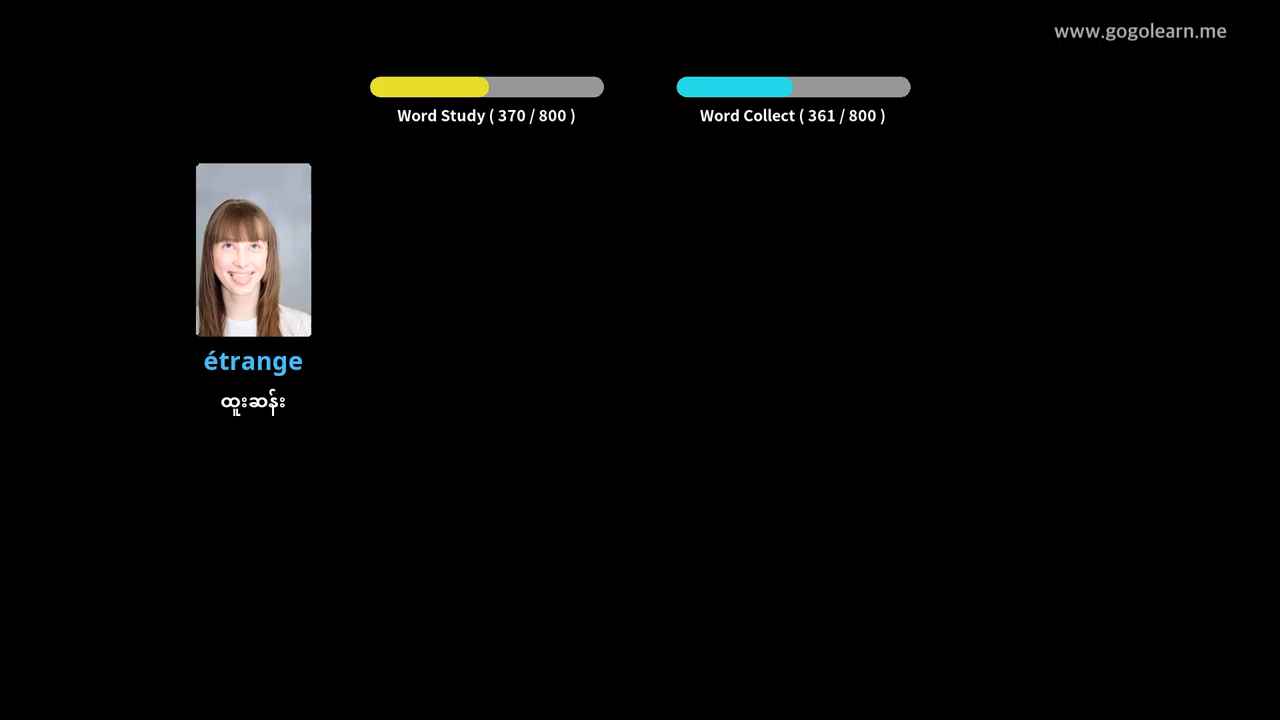 www.gogolearn.me
Word Study ( 370 / 800 )
Word Collect ( 361 / 800 )
étrange
ထူးဆန်း